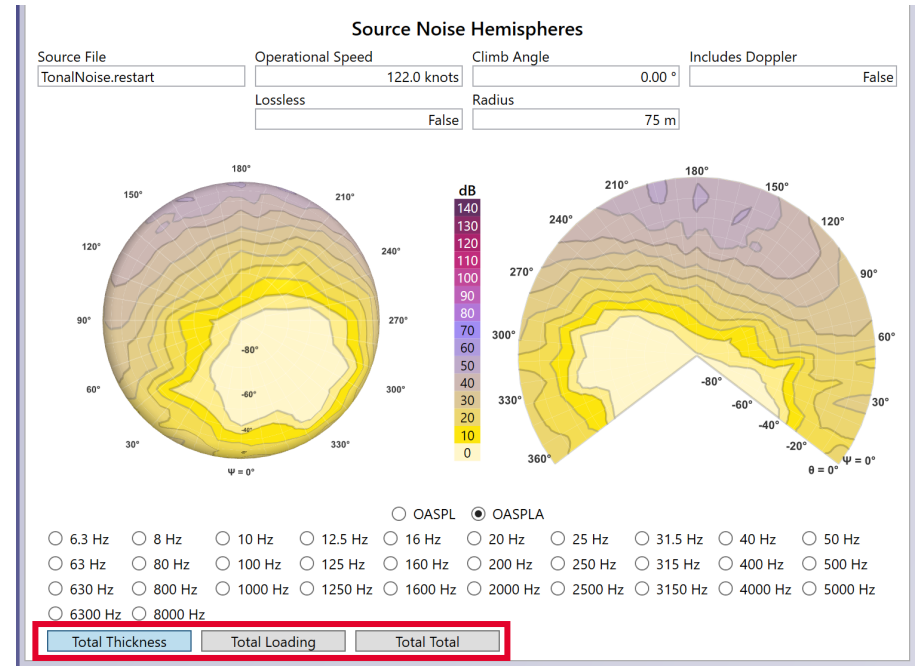 Source Noise Hemispheres
Source File Operational Speed Climb Angle Includes Doppler
TonalNoise.restart 122.0 knots 0.00 ° False
Lossless Radius
False 75 m
180°
150° 210°
120° 240°
90° 270°
60° 300°
30° 330°
-80°
-60°
-40°
Ψ = 0°
dB
140
130
120
110
100
90
80
70
60
50
40
30
20
10
0
180°
210° 150°
240° 120°
270° 90°
300° 60°
330° 30°
360°
-80°
-60°
-40°
-20°
θ = 0° Ψ = 0°
OASPL OASPLA
6.3 Hz 8 Hz 10 Hz 12.5 Hz 16 Hz 20 Hz 25 Hz 31.5 Hz 40 Hz 50 Hz
63 Hz 80 Hz 100 Hz 125 Hz 160 Hz 200 Hz 250 Hz 315 Hz 400 Hz 500 Hz
630 Hz 800 Hz 1000 Hz 1250 Hz 1600 Hz 2000 Hz 2500 Hz 3150 Hz 4000 Hz 5000 Hz
6300 Hz 8000 Hz
Total Thickness Total Loading Total Total